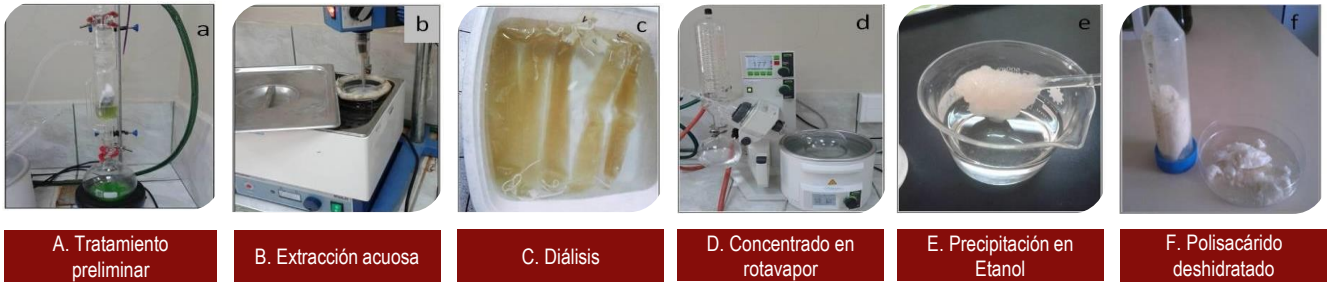 a
b
c
d
e
f
A. Tratamiento
preliminar
B. Extracción acuosa
C. Diálisis
D. Concentrado en
rotavapor
E. Precipitación en
Etanol
F. Polisacárido
deshidratado